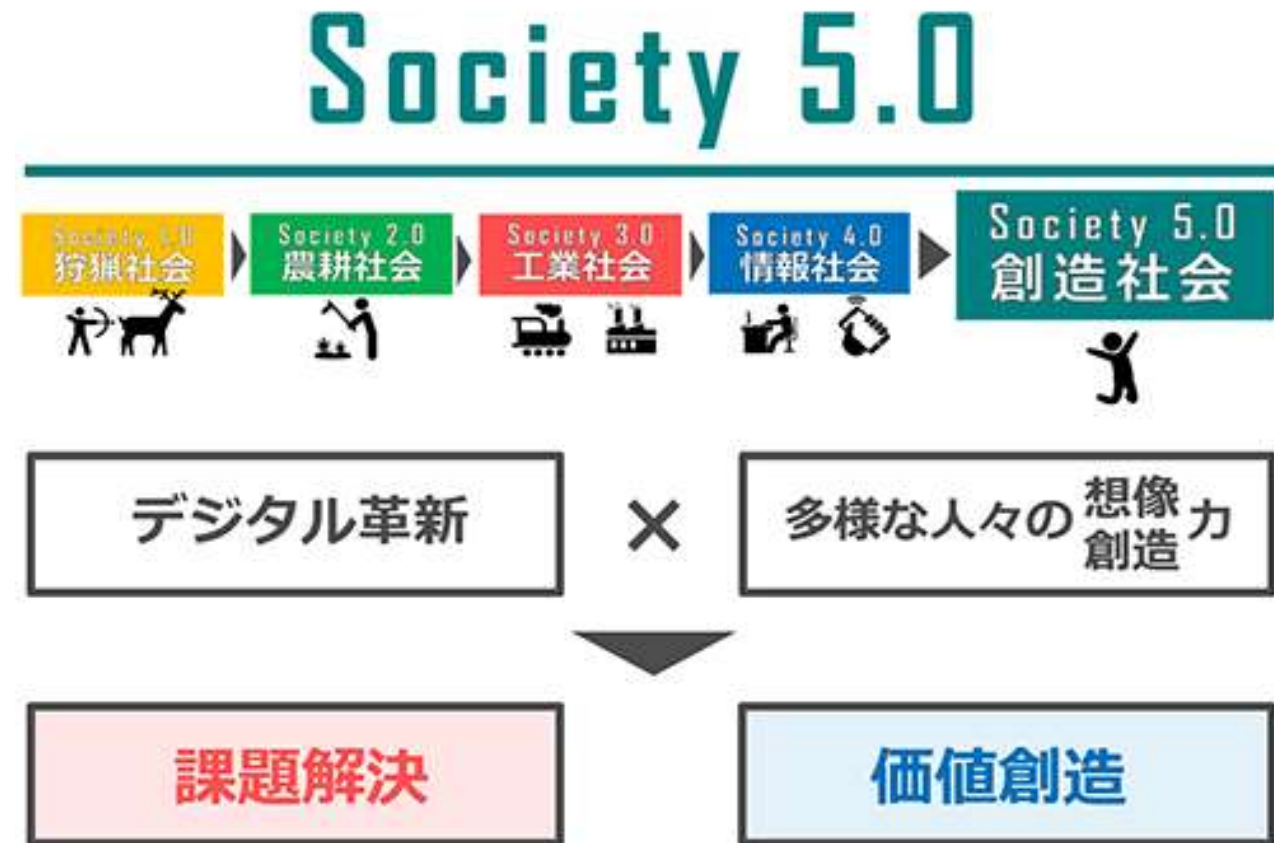 Society 5.0
Society 1.0
狩猟社会
Society 2.0
農耕社会
Society 3.0
工業社会
Society 4.0
情報社会
Society 5.0
創造社会
デジタル革新
×
多様な人々の想像力
創造
課題解決
価値創造